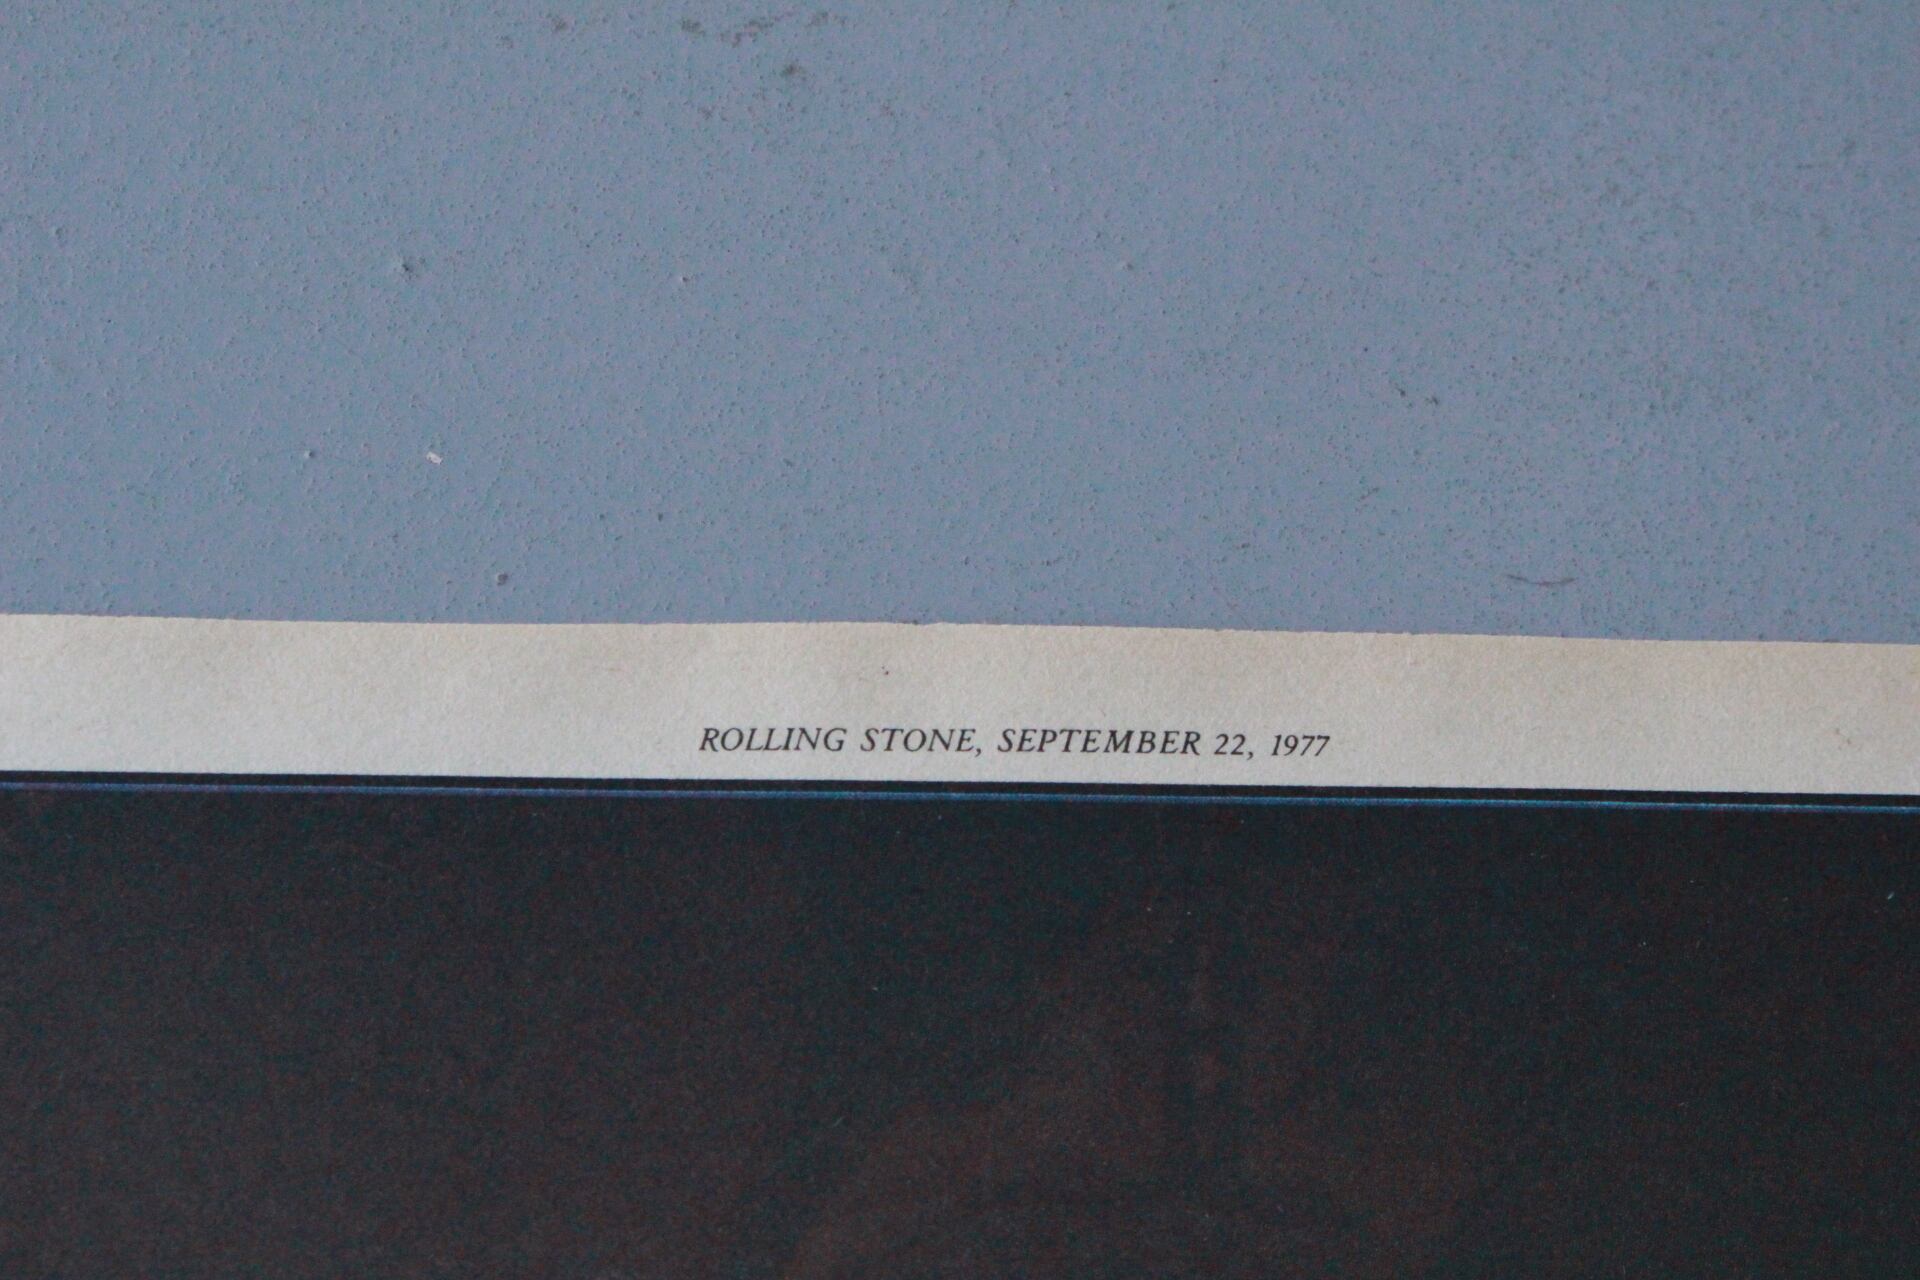 ROLLING STONE, SEPTEMBER 22, 1977